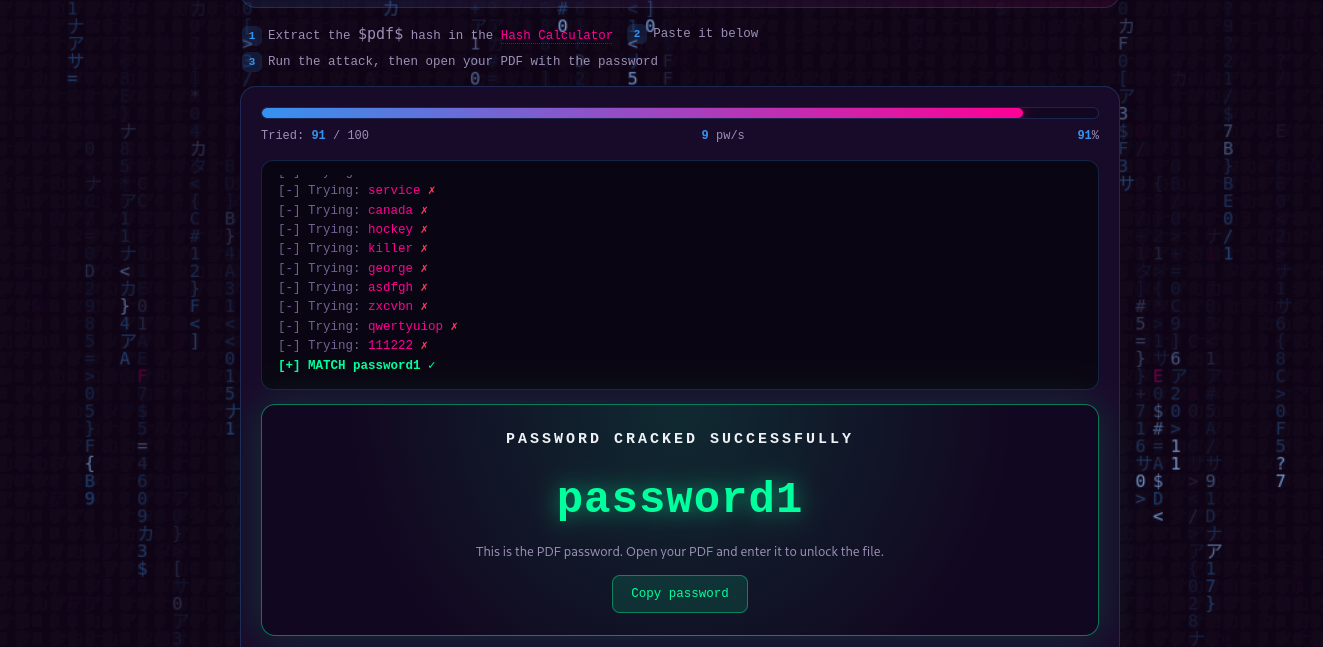 1 Extract the $pdf$ hash in the Hash Calculator 2 Paste it below
3 Run the attack, then open your PDF with the password
Tried: 91 / 100 9 pw/s 91%
[-] Trying: service ✗
[-] Trying: canada ✗
[-] Trying: hockey ✗
[-] Trying: killer ✗
[-] Trying: george ✗
[-] Trying: asdfgh ✗
[-] Trying: zxcvbn ✗
[-] Trying: qwertyuiop ✗
[-] Trying: 111222 ✗
[+] MATCH password1 ✓
PASSWORD CRACKED SUCCESSFULLY
password1
This is the PDF password. Open your PDF and enter it to unlock the file.
Copy password